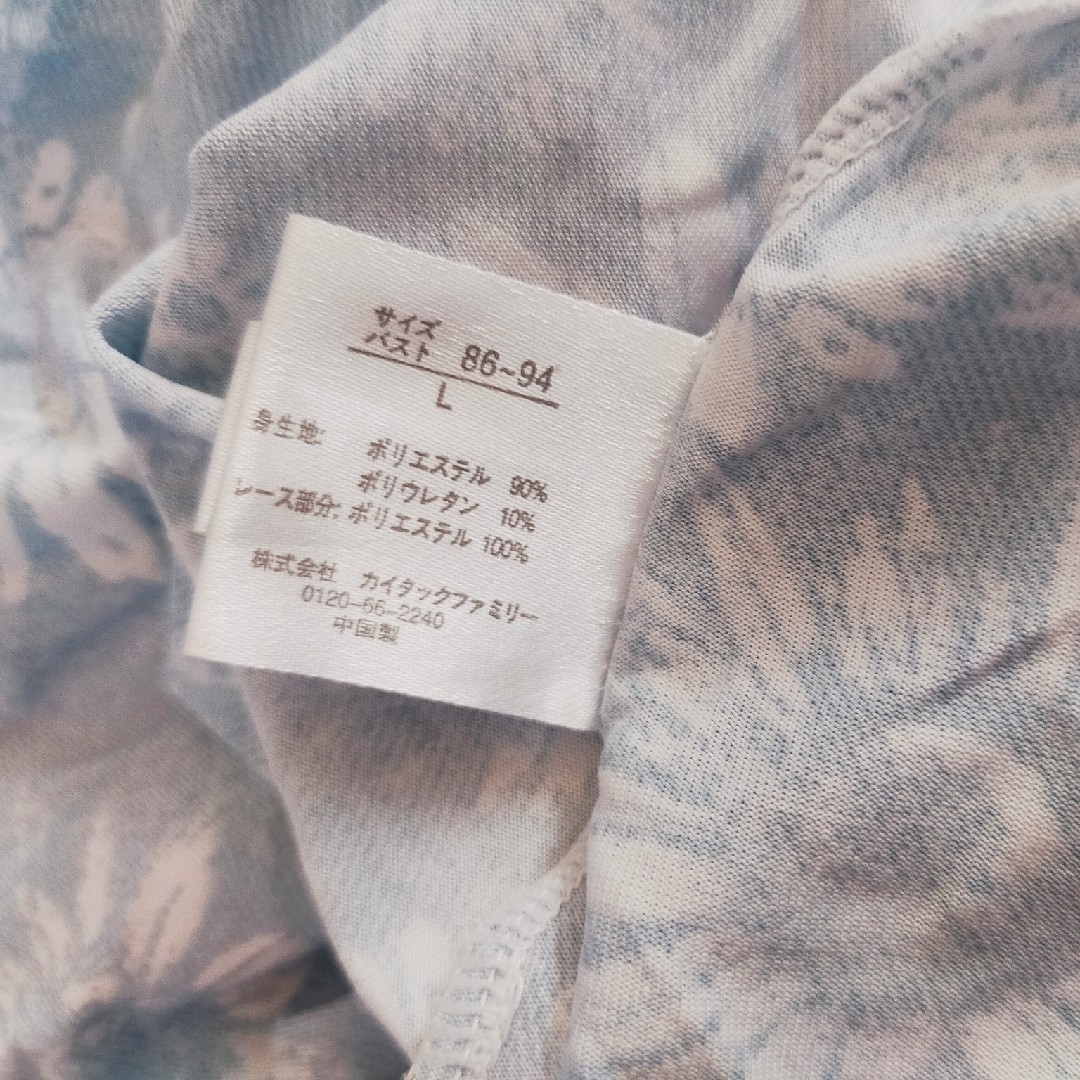 サイズ
バスト 86~94
L
身生地: ポリエステル 90%
ポリウレタン 10%
レース部分: ポリエステル 100%
株式会社 カイタックファミリー
0120-66-2240
中国製